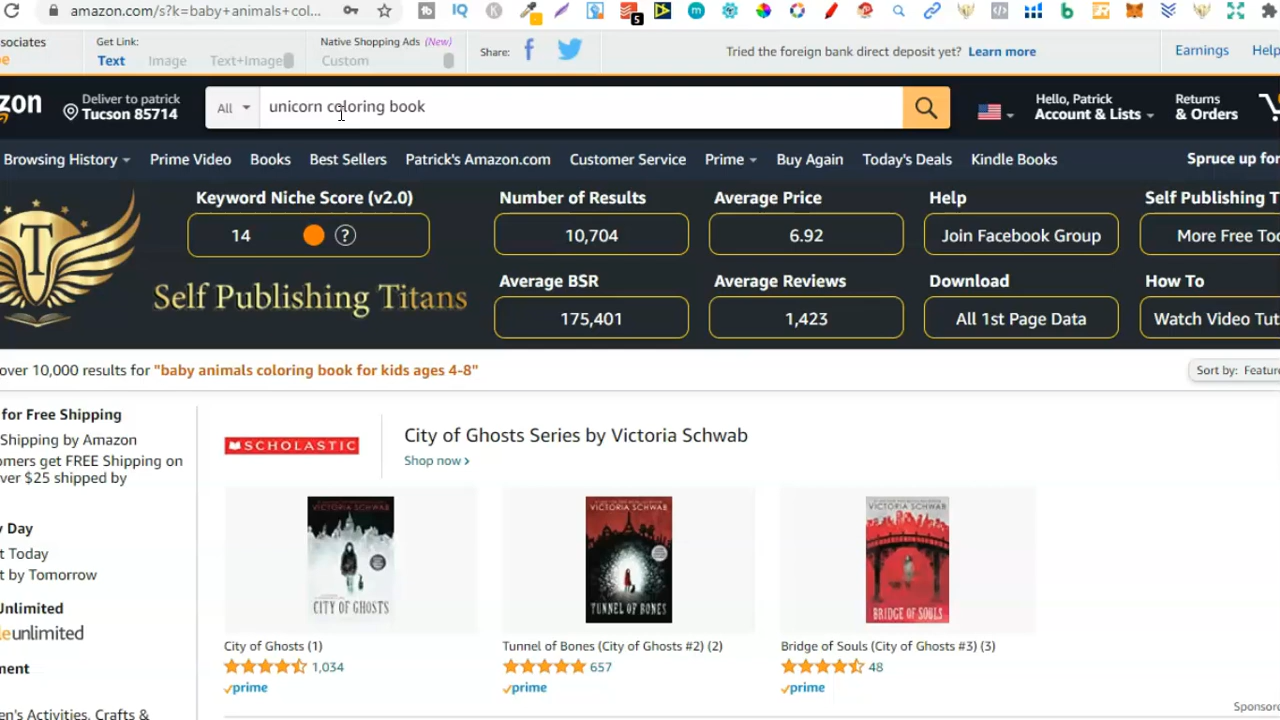 amazon.com/s?k=baby+animals+col...
5
sociates
Get Link:
Native Shopping Ads (New)
Share:
Tried the foreign bank direct deposit yet? Learn more
Earnings
Help
Text
Image
Text+Image
Custom
zon
Deliver to patrick
Tucson 85714
All
unicorn coloring book
Hello, Patrick
Account & Lists
Returns
& Orders
Browsing History
Prime Video
Books
Best Sellers
Patrick's Amazon.com
Customer Service
Prime
Buy Again
Today's Deals
Kindle Books
Spruce up for
T
Self Publishing Titans
Keyword Niche Score (v2.0)
14
?
Number of Results
10,704
Average Price
6.92
Help
Join Facebook Group
Self Publishing T
More Free Too
Average BSR
175,401
Average Reviews
1,423
Download
All 1st Page Data
How To
Watch Video Tut
over 10,000 results for "baby animals coloring book for kids ages 4-8"
Sort by: Feature
for Free Shipping
Shipping by Amazon
omers get FREE Shipping on
ver $25 shipped by
y Day
t Today
t by Tomorrow
Unlimited
eunlimited
ment
en's Activities, Crafts &
SCHOLASTIC
City of Ghosts Series by Victoria Schwab
Shop now
VICTORIA SCHWAB
CITY OF GHOSTS
VICTORIA SCHWAB
TUNNEL OF BONES
VICTORIA SCHWAB
BRIDGE OF SOULS
City of Ghosts (1)
1,034
prime
Tunnel of Bones (City of Ghosts #2) (2)
657
prime
Bridge of Souls (City of Ghosts #3) (3)
48
prime
Sponsor